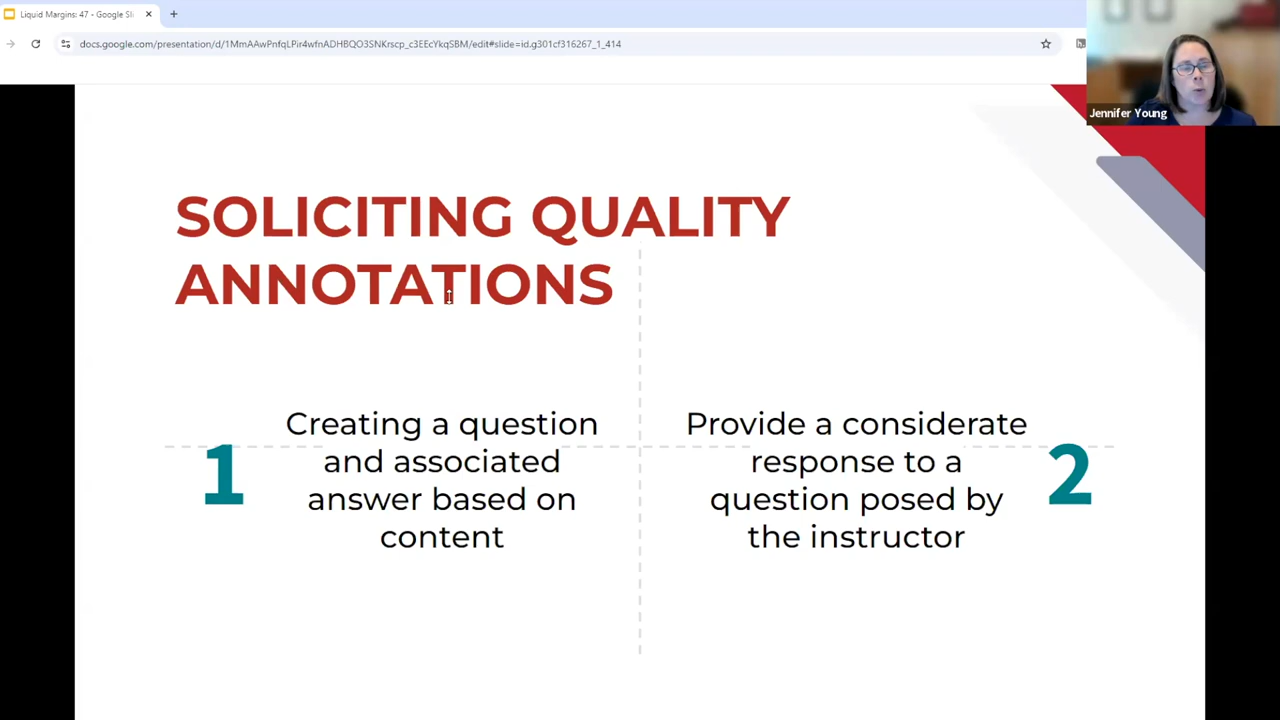 Liquid Margins: 47 - Google Sli
docs.google.com/presentation/d/1MmAAwPnfqLPir4wfnADHBQO3SNKrscp_c3EEcYkqSBM/edit#slide=id.g301cf316267_1_414
Jennifer Young
SOLICITING QUALITY
ANNOTATIONS
1
Creating a question
and associated
answer based on
content
Provide a considerate
response to a
question posed by
the instructor
2